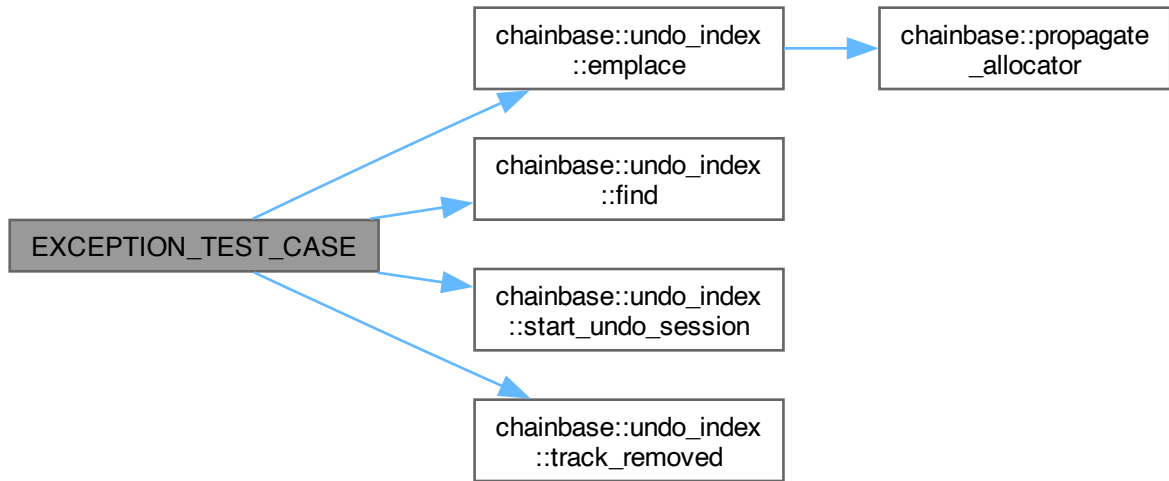 chainbase::undo_index
::emplace
chainbase::propagate
_allocator
chainbase::undo_index
::find
EXCEPTION_TEST_CASE
chainbase::undo_index
::start_undo_session
chainbase::undo_index
::track_removed